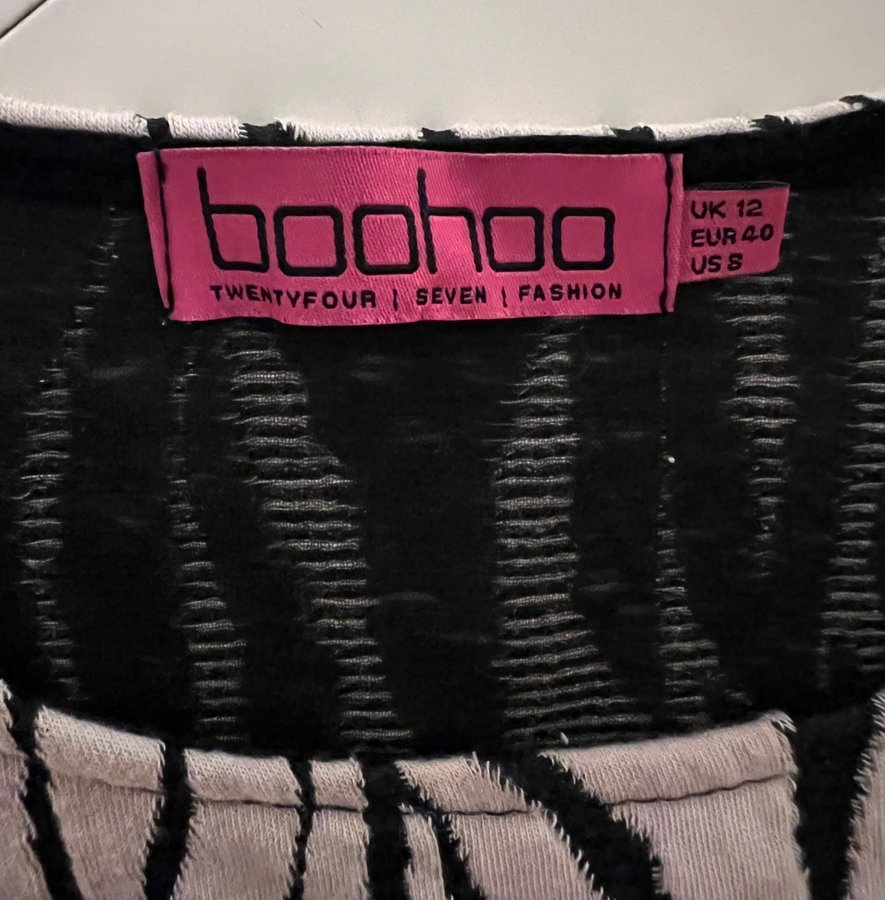 boohoo
TWENTYFOUR | SEVEN | FASHION
UK 12
EUR 40
US 8